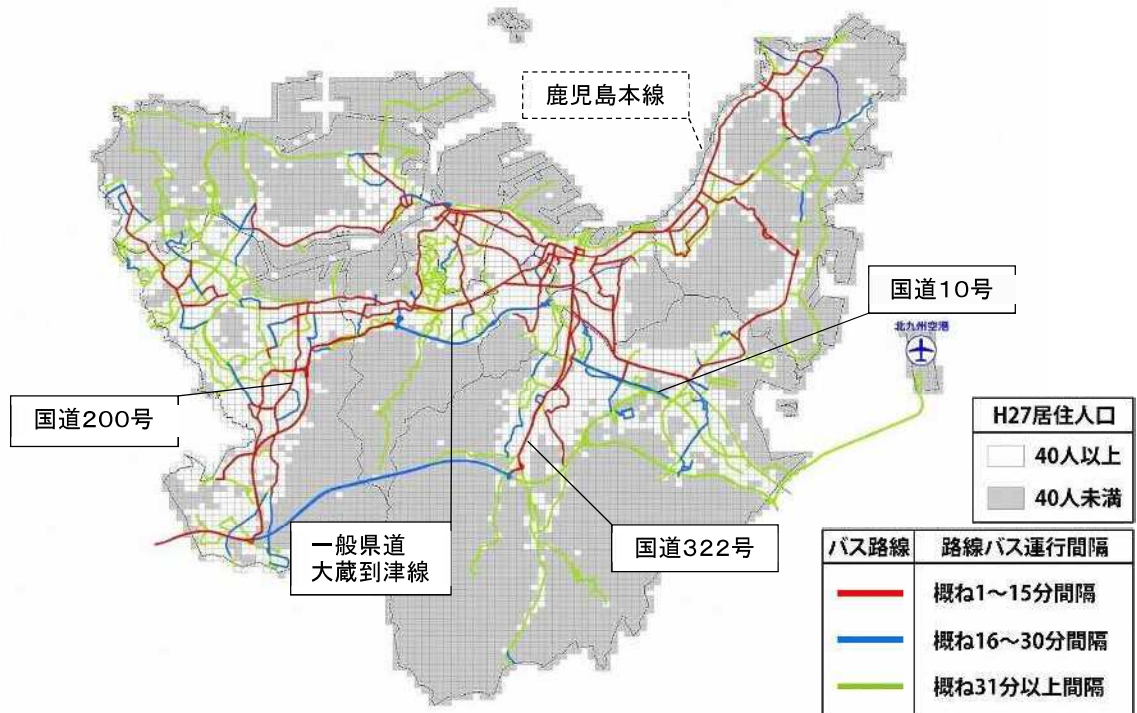 鹿児島本線
国道10号
北九州空港
国道200号
一般県道
大蔵到津線
国道322号
H27居住人口
40人以上
40人未満
バス路線 路線バス運行間隔
概ね1～15分間隔
概ね16～30分間隔
概ね31分以上間隔